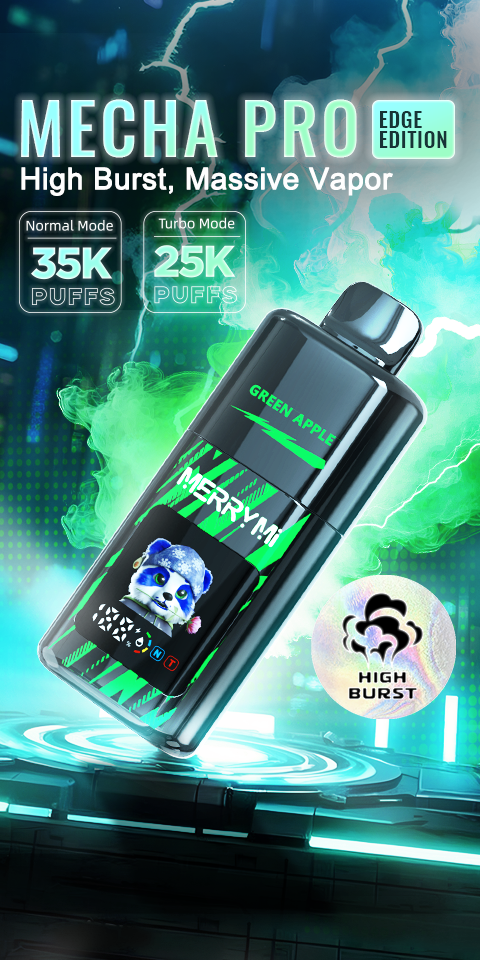 MECHA PRO
EDGE
EDITION
High Burst, Massive Vapor
Normal Mode
35K
PUFFS
Turbo Mode
25K
PUFFS
GREEN APPLE
MERRYMi
N T
HIGH
BURST